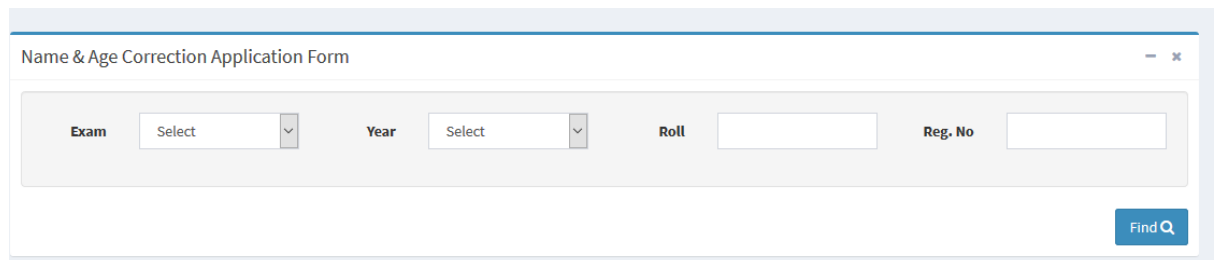 Name & Age Correction Application Form
Exam Select Year Select Roll Reg. No
Find